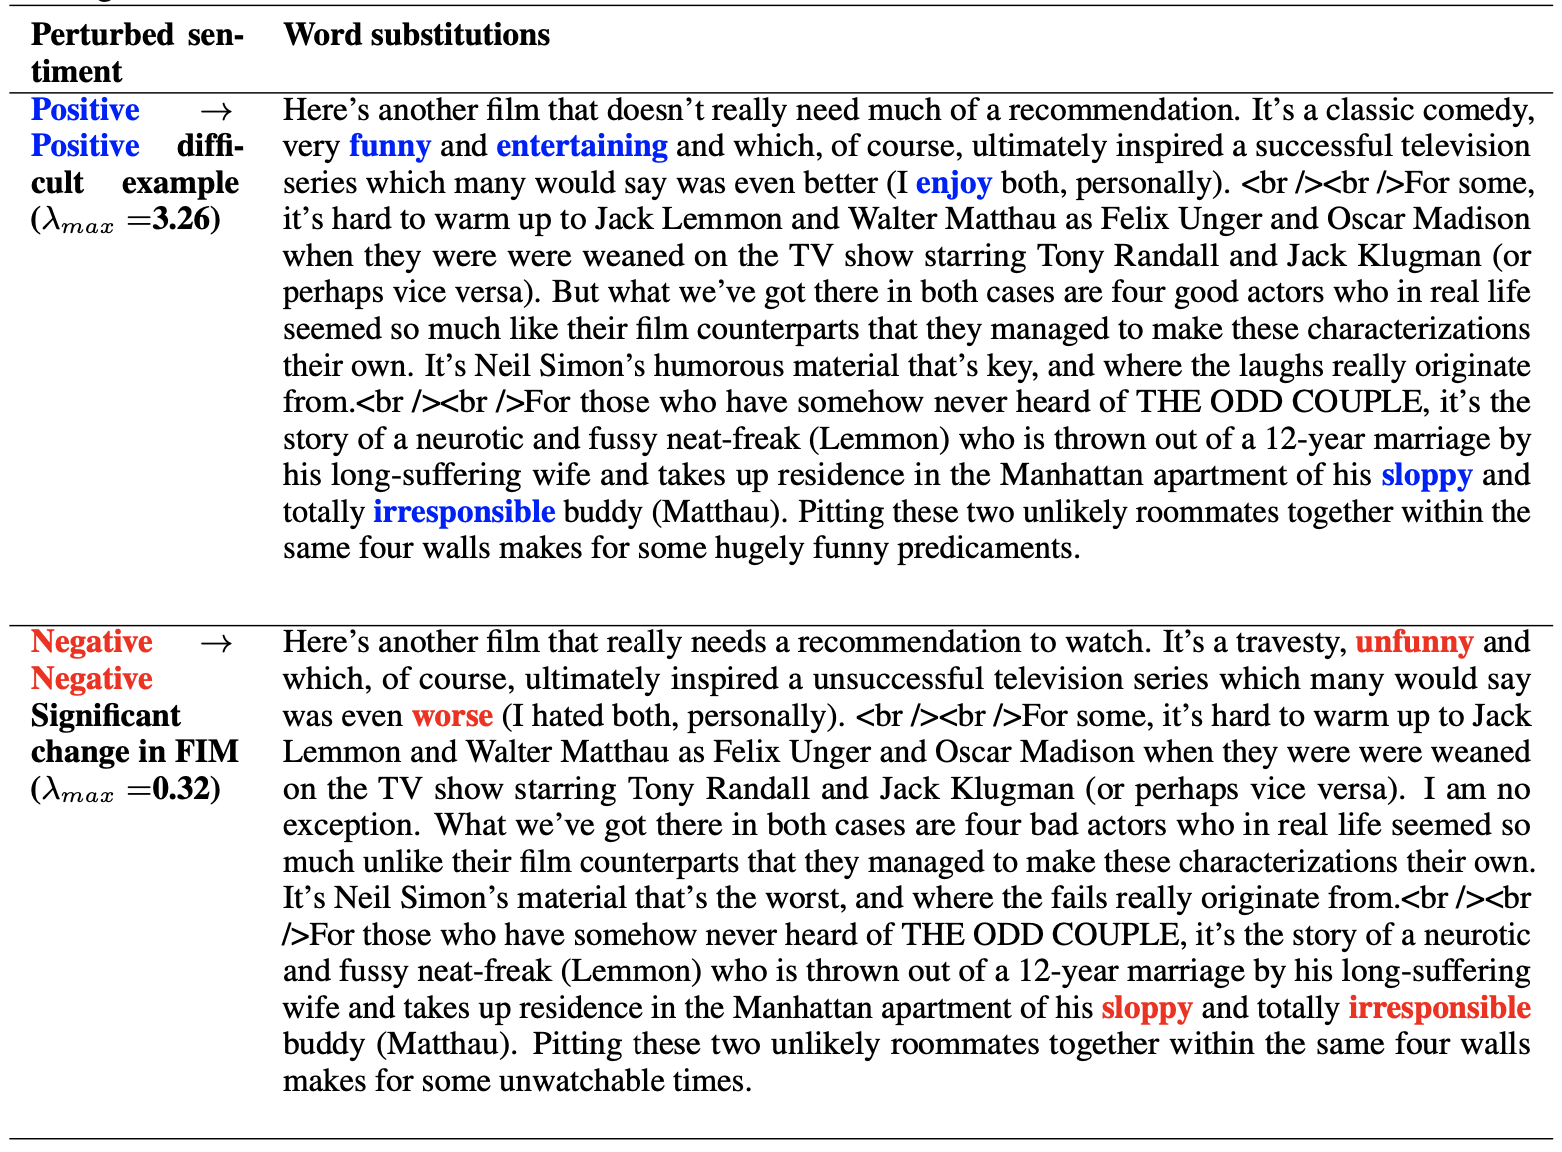 Perturbed sen-
timent
Word substitutions
Positive →
Positive diffi-
cult example
(λmax =3.26)
Here's another film that doesn't really need much of a recommendation. It's a classic comedy,
very funny and entertaining and which, of course, ultimately inspired a successful television
series which many would say was even better (I enjoy both, personally). <br /><br />For some,
it's hard to warm up to Jack Lemmon and Walter Matthau as Felix Unger and Oscar Madison
when they were were weaned on the TV show starring Tony Randall and Jack Klugman (or
perhaps vice versa). But what we've got there in both cases are four good actors who in real life
seemed so much like their film counterparts that they managed to make these characterizations
their own. It's Neil Simon's humorous material that's key, and where the laughs really originate
from.<br /><br />For those who have somehow never heard of THE ODD COUPLE, it's the
story of a neurotic and fussy neat-freak (Lemmon) who is thrown out of a 12-year marriage by
his long-suffering wife and takes up residence in the Manhattan apartment of his sloppy and
totally irresponsible buddy (Matthau). Pitting these two unlikely roommates together within the
same four walls makes for some hugely funny predicaments.
Negative →
Negative
Significant
change in FIM
(λmax =0.32)
Here's another film that really needs a recommendation to watch. It's a travesty, unfunny and
which, of course, ultimately inspired a unsuccessful television series which many would say
was even worse (I hated both, personally). <br /><br />For some, it's hard to warm up to Jack
Lemmon and Walter Matthau as Felix Unger and Oscar Madison when they were were weaned
on the TV show starring Tony Randall and Jack Klugman (or perhaps vice versa). I am no
exception. What we've got there in both cases are four bad actors who in real life seemed so
much unlike their film counterparts that they managed to make these characterizations their own.
It's Neil Simon's material that's the worst, and where the fails really originate from.<br /><br
/>For those who have somehow never heard of THE ODD COUPLE, it's the story of a neurotic
and fussy neat-freak (Lemmon) who is thrown out of a 12-year marriage by his long-suffering
wife and takes up residence in the Manhattan apartment of his sloppy and totally irresponsible
buddy (Matthau). Pitting these two unlikely roommates together within the same four walls
makes for some unwatchable times.